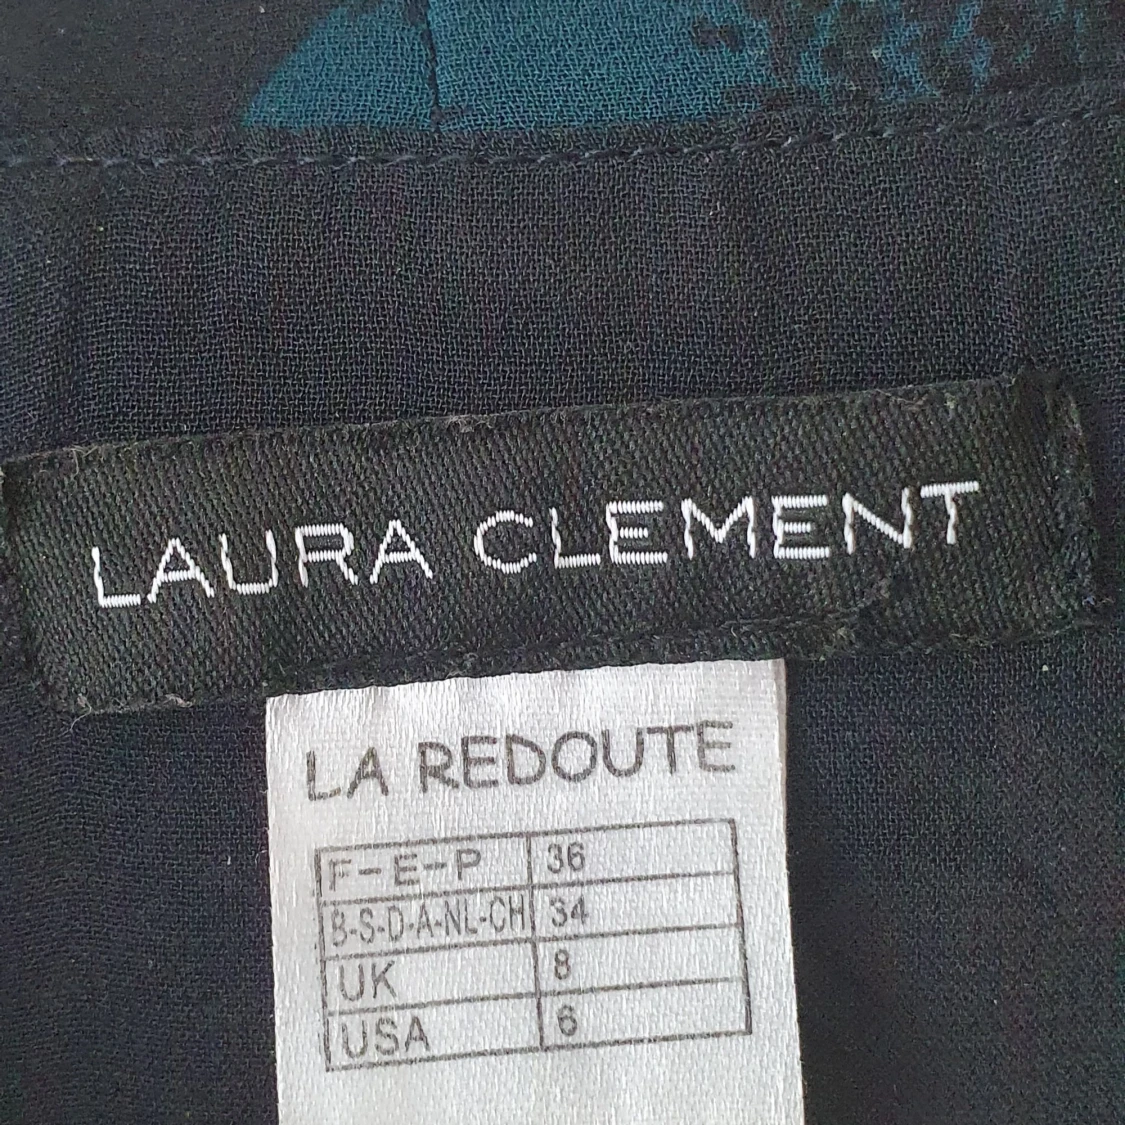 LAURA CLEMENT
LA REDOUTE
F-E-P 36
B-S-D-A-NL-CH 34
UK 8
USA 6